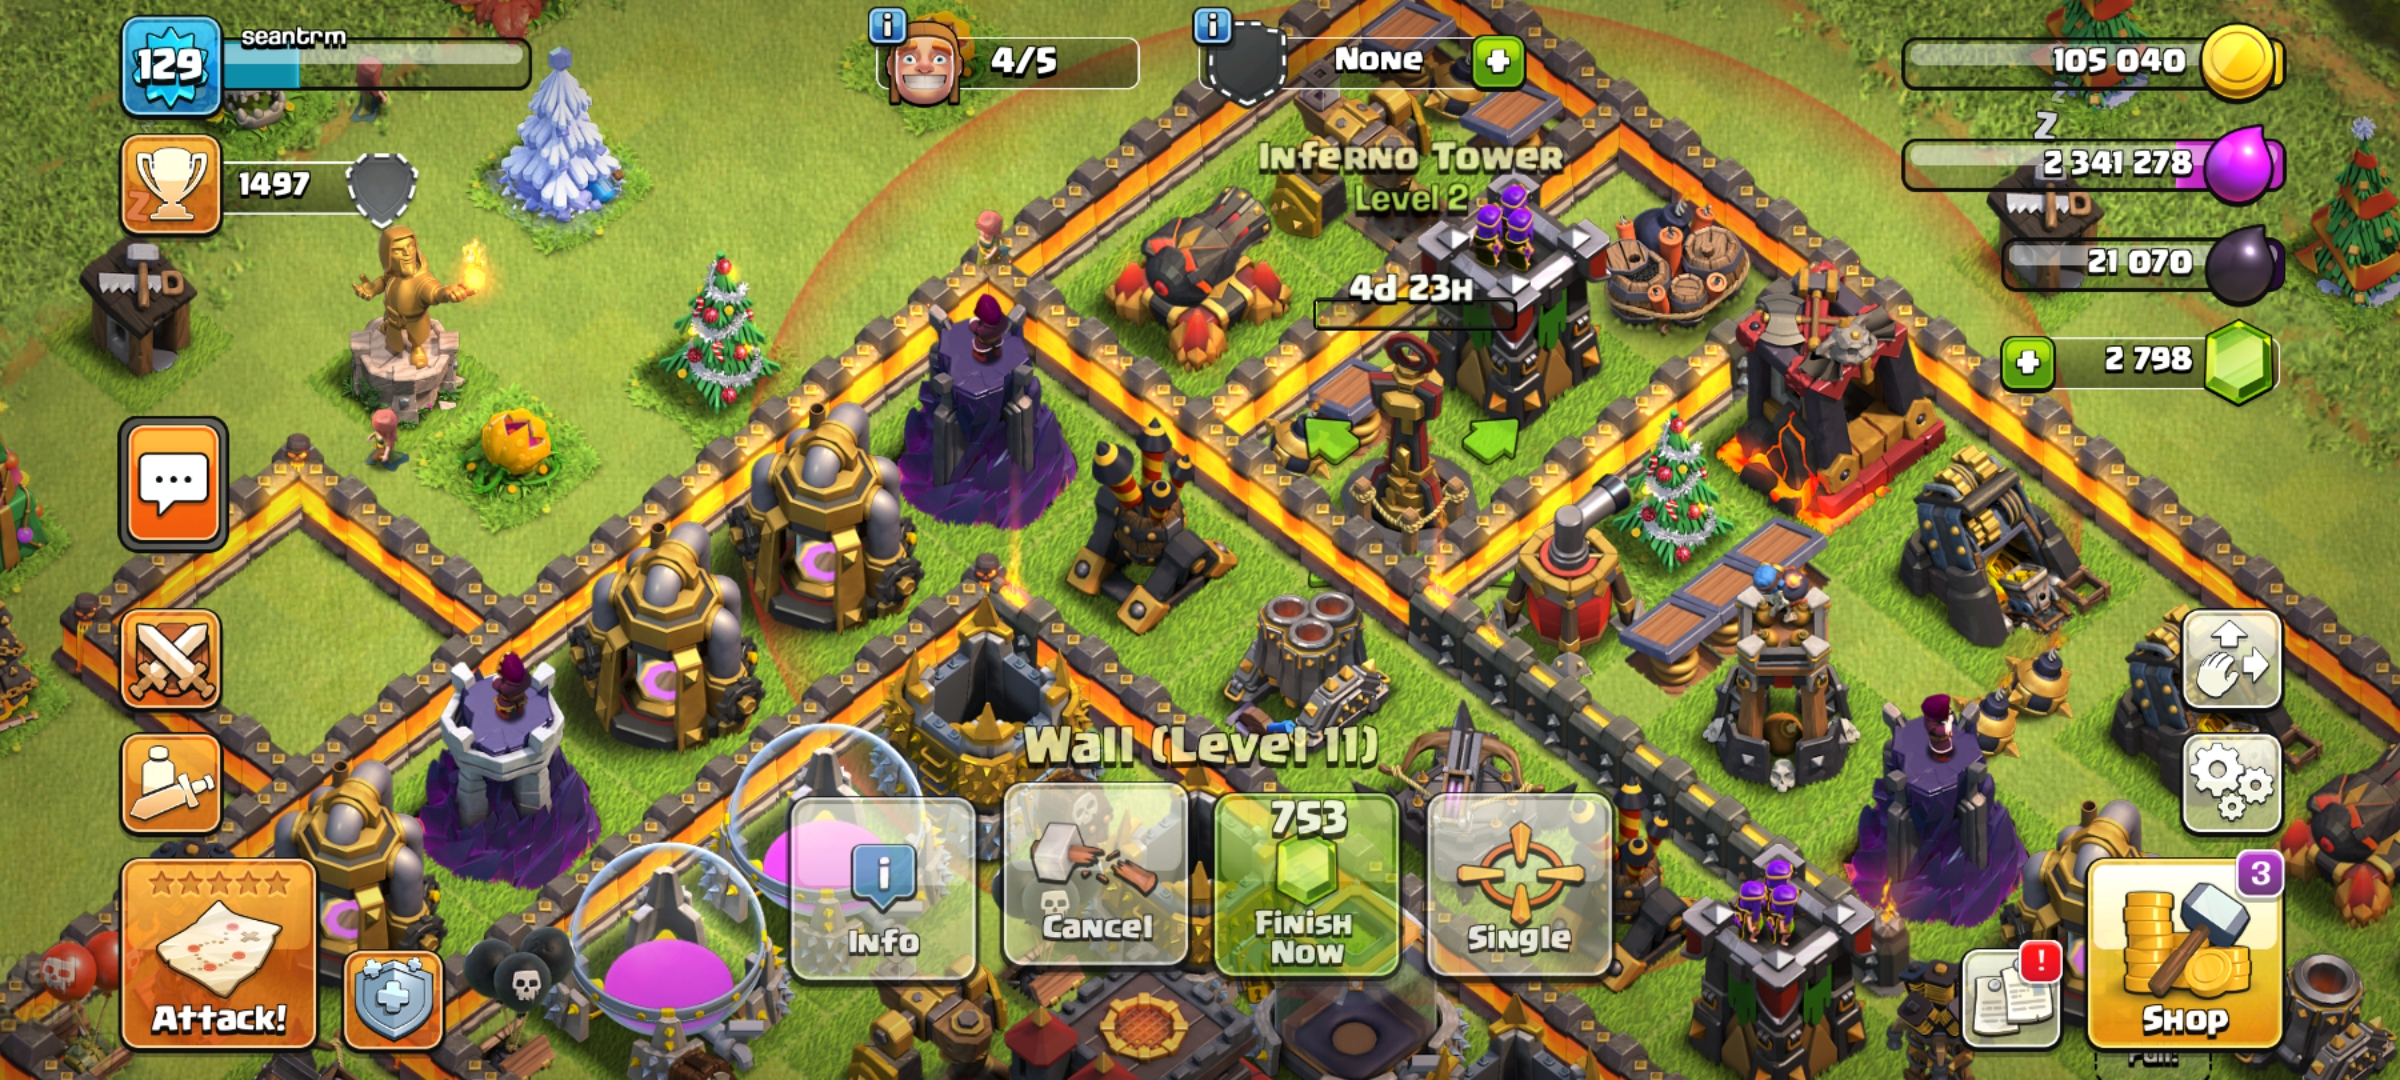 129
seantrm
4/5
None
105 040
1497
Inferno Tower
Level 2
2 341 278
21 070
4d 23h
2 798
Wall (Level 11)
753
Info
Cancel
Finish
Now
Single
3
Attack!
!
Shop
Full!